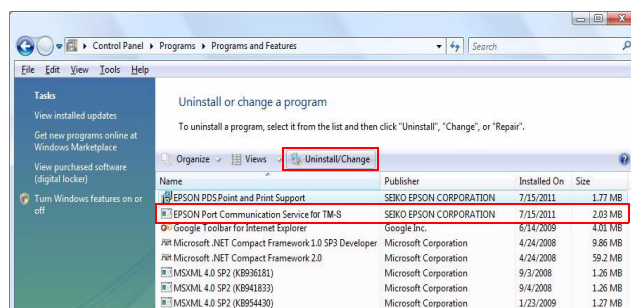 Control Panel ▸ Programs ▸ Programs and Features
Search
File Edit View Tools Help
Tasks
View installed updates
Get new programs online at
Windows Marketplace
View purchased software
(digital locker)
Turn Windows features on or
off
Uninstall or change a program
To uninstall a program, select it from the list and then click "Uninstall", "Change", or "Repair".
Organize Views Uninstall/Change
Name Publisher Installed On Size
EPSON PDS Point and Print Support SEIKO EPSON CORPORATION 7/15/2011 1.77 MB
EPSON Port Communication Service for TM-S SEIKO EPSON CORPORATION 7/15/2011 2.03 MB
Google Toolbar for Internet Explorer Google Inc. 6/14/2009 4.01 MB
Microsoft .NET Compact Framework 1.0 SP3 Developer Microsoft Corporation 4/24/2008 9.86 MB
Microsoft .NET Compact Framework 2.0 Microsoft Corporation 4/24/2008 59.2 MB
MSXML 4.0 SP2 (KB936181) Microsoft Corporation 9/3/2008 1.26 MB
MSXML 4.0 SP2 (KB941833) Microsoft Corporation 9/4/2008 1.26 MB
MSXML 4.0 SP2 (KB954430) Microsoft Corporation 1/23/2009 1.27 MB